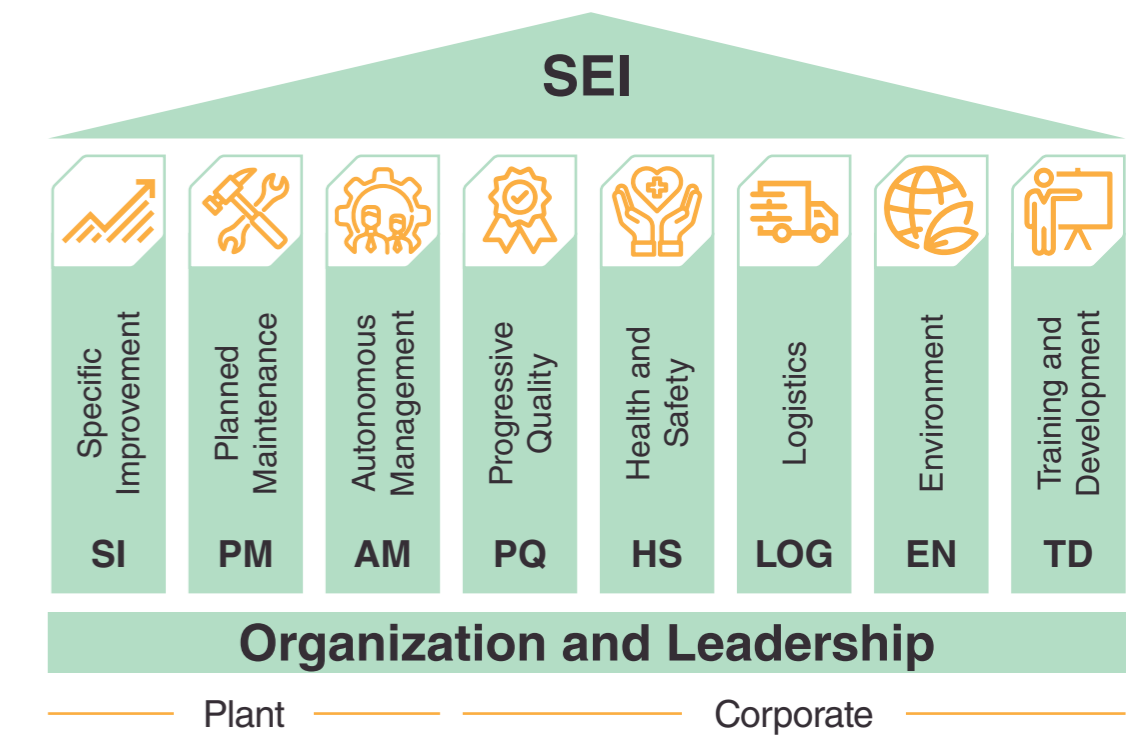 SEI
Specific
Improvement
SI
Planned
Maintenance
PM
Autonomous
Management
AM
Progressive
Quality
PQ
Health and
Safety
HS
Logistics
LOG
Environment
EN
Training and
Development
TD
Organization and Leadership
Plant
Corporate